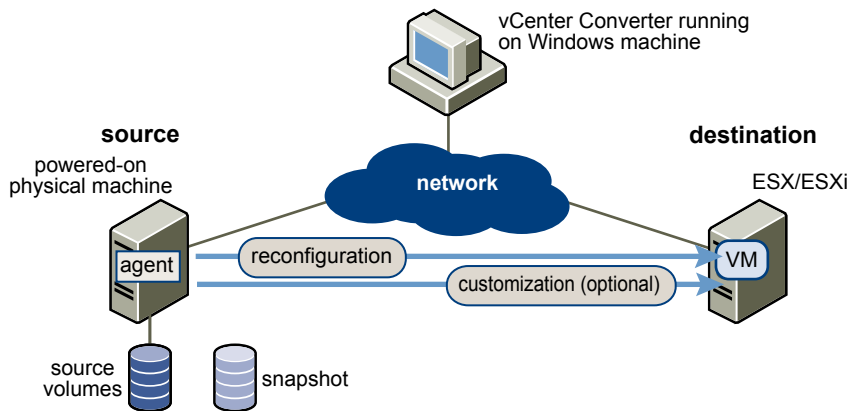 vCenter Converter running
on Windows machine
source
destination
powered-on
physical machine
network
ESX/ESXi
agent
reconfiguration
VM
customization (optional)
source
volumes
snapshot